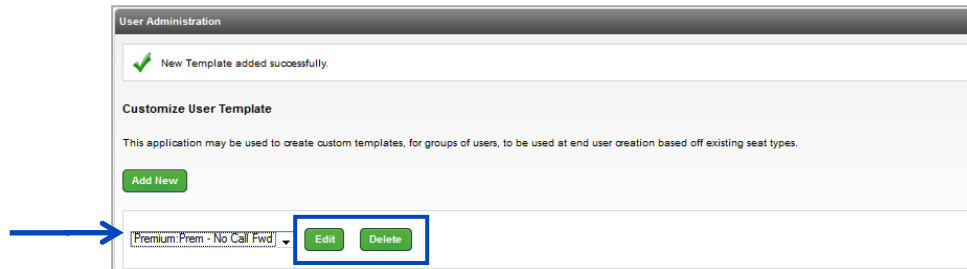 User Administration
New Template added successfully.
Customize User Template
This application may be used to create custom templates, for groups of users, to be used at end user creation based off existing seat types.
Add New
Premium:Prem - No Call Fwd Edit Delete